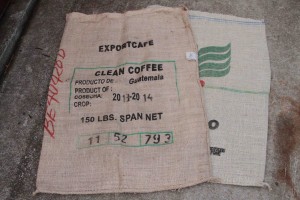 EXPORTCAFE
CLEAN COFFEE
PRODUCTO DE:
PRODUCT OF: Guatemala
COSECHA:
CROP: 2013-2014
150 LBS. SPAN NET
11 52 793